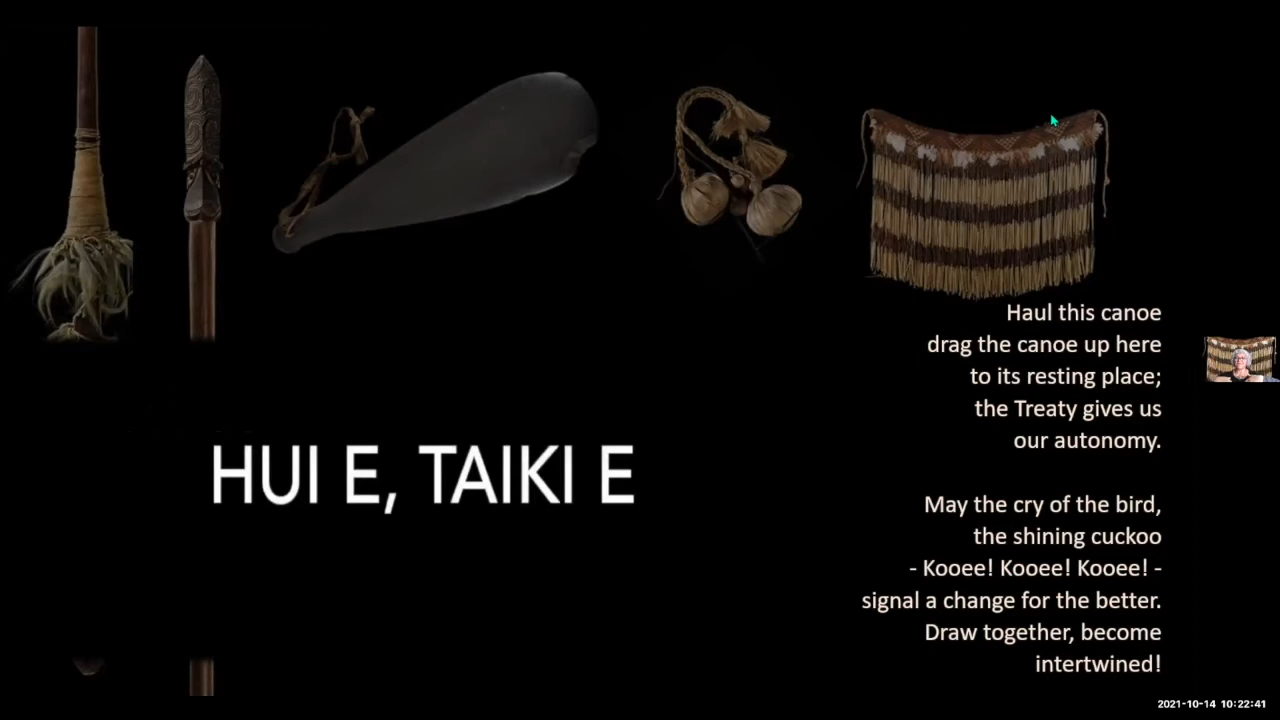 HUI E, TAIKI E
Haul this canoe
drag the canoe up here
to its resting place;
the Treaty gives us
our autonomy.
May the cry of the bird,
the shining cuckoo
- Kooee! Kooee! Kooee! -
signal a change for the better.
Draw together, become
intertwined!
2021-10-14 10:22:41